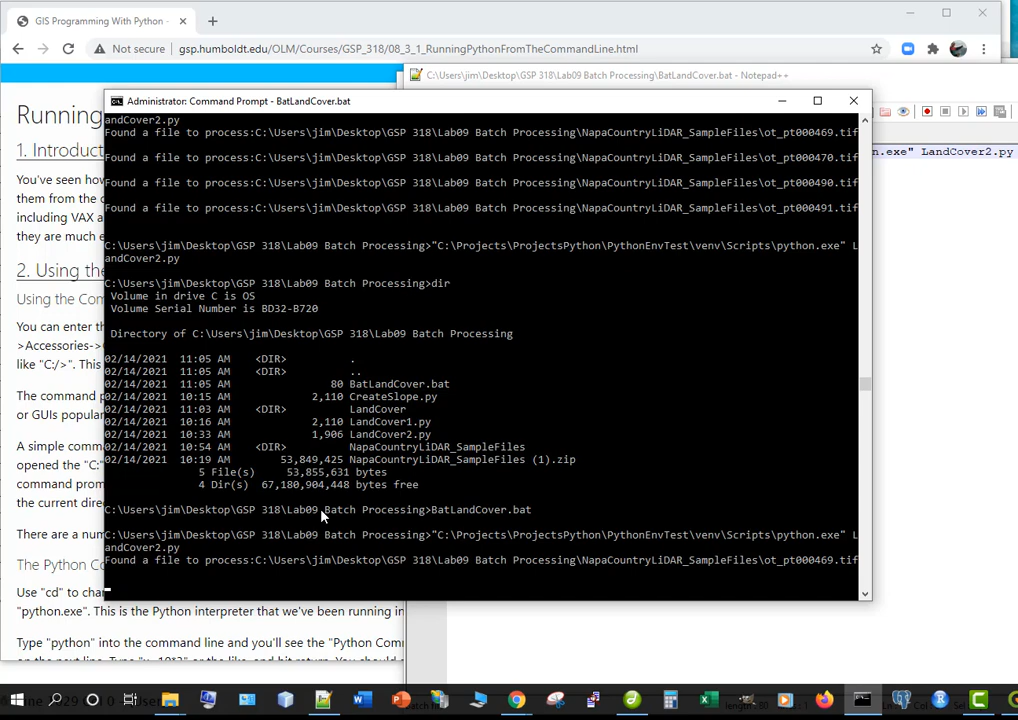 GIS Programming With Python -
Not secure
gsp.humboldt.edu/OLM/Courses/GSP_318/08_3_1_RunningPythonFromTheCommandLine.html
C:\Users\jim\Desktop\GSP 318\Lab09 Batch Processing\BatLandCover.bat - Notepad++
Administrator: Command Prompt - BatLandCover.bat
andCover2.py
Found a file to process:C:\Users\jim\Desktop\GSP 318\Lab09 Batch Processing\NapaCountryLiDAR_SampleFiles\ot_pt000469.tif
Found a file to process:C:\Users\jim\Desktop\GSP 318\Lab09 Batch Processing\NapaCountryLiDAR_SampleFiles\ot_pt000470.tif
Found a file to process:C:\Users\jim\Desktop\GSP 318\Lab09 Batch Processing\NapaCountryLiDAR_SampleFiles\ot_pt000490.tif
Found a file to process:C:\Users\jim\Desktop\GSP 318\Lab09 Batch Processing\NapaCountryLiDAR_SampleFiles\ot_pt000491.tif
C:\Users\jim\Desktop\GSP 318\Lab09 Batch Processing>"C:\Projects\ProjectsPython\PythonEnvTest\venv\Scripts\python.exe" L
andCover2.py
C:\Users\jim\Desktop\GSP 318\Lab09 Batch Processing>dir
Volume in drive C is OS
Volume Serial Number is BD32-B720
Directory of C:\Users\jim\Desktop\GSP 318\Lab09 Batch Processing
02/14/2021 11:05 AM <DIR> .
02/14/2021 11:05 AM <DIR> ..
02/14/2021 11:05 AM 80 BatLandCover.bat
02/14/2021 10:15 AM 2,110 CreateSlope.py
02/14/2021 11:03 AM <DIR> LandCover
02/14/2021 10:16 AM 2,110 LandCover1.py
02/14/2021 10:33 AM 1,906 LandCover2.py
02/14/2021 10:54 AM <DIR> NapaCountryLiDAR_SampleFiles
02/14/2021 10:19 AM 53,849,425 NapaCountryLiDAR_SampleFiles (1).zip
5 File(s) 53,855,631 bytes
4 Dir(s) 67,180,904,448 bytes free
C:\Users\jim\Desktop\GSP 318\Lab09 Batch Processing>BatLandCover.bat
C:\Users\jim\Desktop\GSP 318\Lab09 Batch Processing>"C:\Projects\ProjectsPython\PythonEnvTest\venv\Scripts\python.exe" L
andCover2.py
Found a file to process:C:\Users\jim\Desktop\GSP 318\Lab09 Batch Processing\NapaCountryLiDAR_SampleFiles\ot_pt000469.tif
n.exe" LandCover2.py
Running
1. Introduct
You've seen how
them from the c
including VAX a
they are much e
2. Using the
Using the Com
You can enter th
>Accessories->C
like "C:/>". This
The command p
or GUIs popular
A simple comma
opened the "C:"
command prom
the current direc
There are a num
The Python Co
Use "cd" to char
"python.exe". This is the Python interpreter that we've been running in
Type "python" into the command line and you'll see the "Python Com